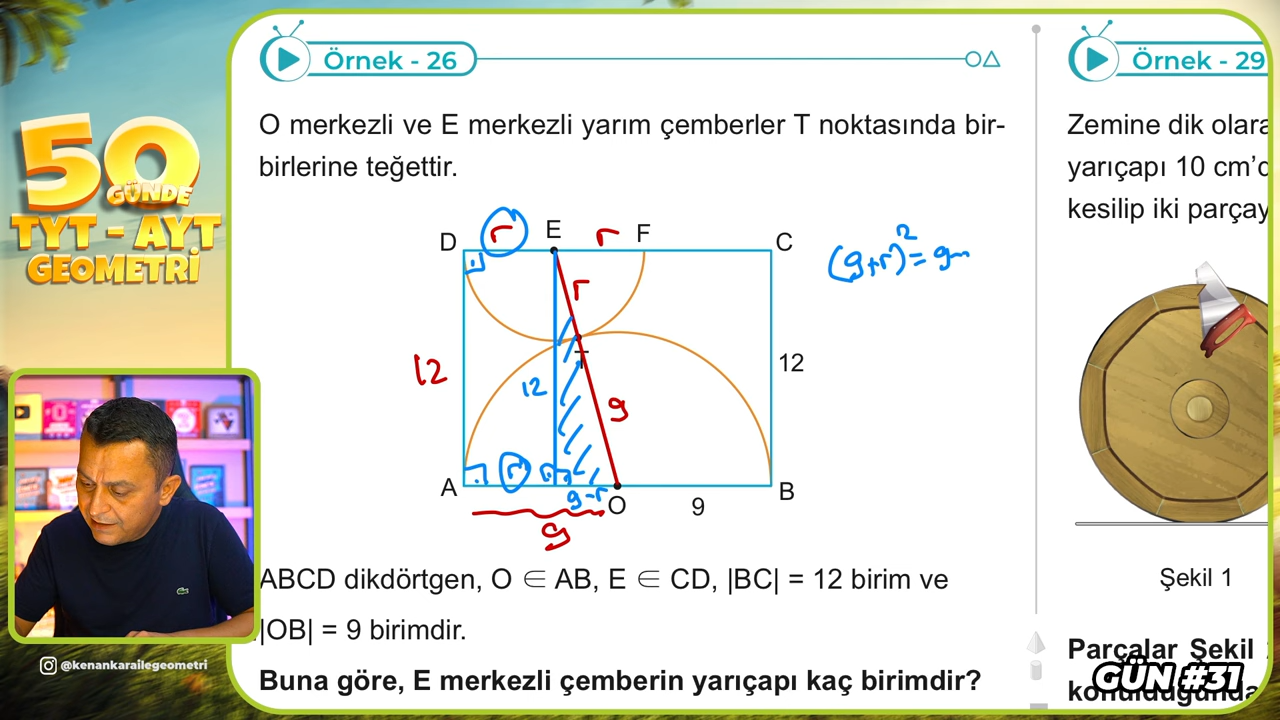 50
GÜNDE
TYT - AYT
GEOMETRİ
Örnek - 26
O merkezli ve E merkezli yarım çemberler T noktasında bir-
birlerine teğettir.
D r E r F C
(9+r)² = 9
r
12 12 T 9 12
A r 9-r O 9 B
9
ABCD dikdörtgen, O ∈ AB, E ∈ CD, |BC| = 12 birim ve
|OB| = 9 birimdir.
Buna göre, E merkezli çemberin yarıçapı kaç birimdir?
Örnek - 29
Zemine dik olara
yarıçapı 10 cm'
kesilip iki parçay
Şekil 1
Parçalar Şekil
konulduğunda
GÜN #31
@kenankarailegeometri